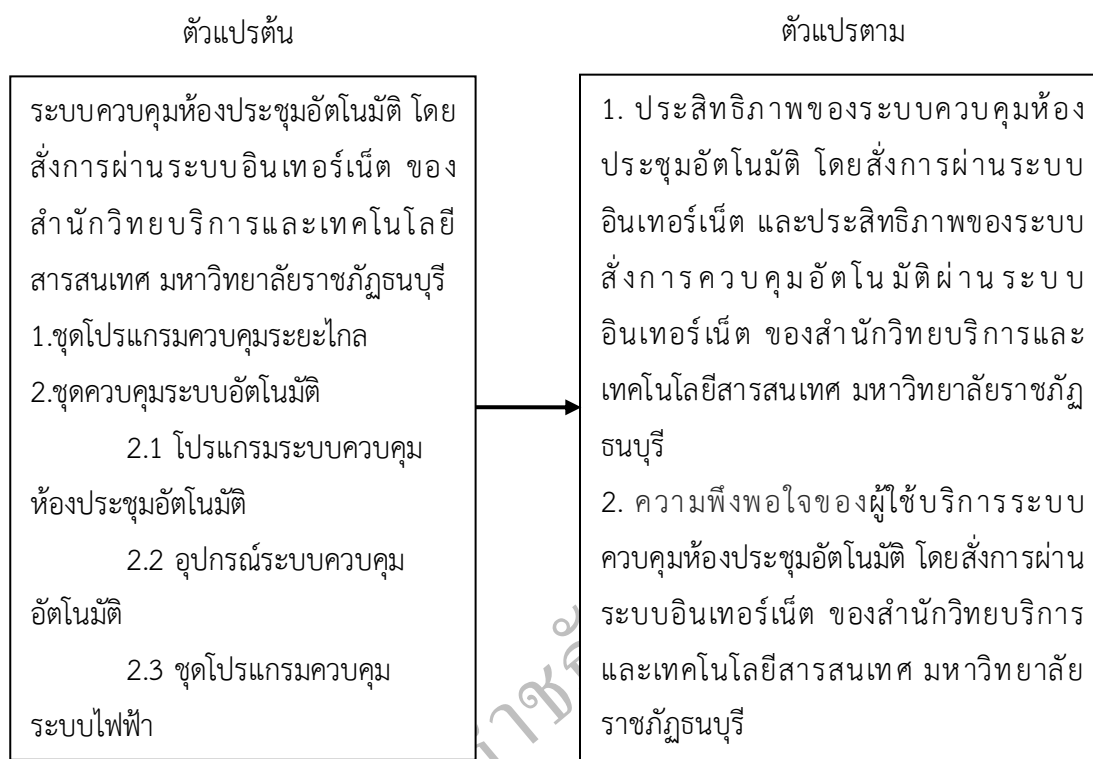 ตัวแปรต้น
ระบบควบคุมห้องประชุมอัตโนมัติ โดย
สั่งการผ่านระบบอินเทอร์เน็ต ของ
สำนักวิทยบริการและเทคโนโลยี
สารสนเทศ มหาวิทยาลัยราชภัฏธนบุรี
1.ชุดโปรแกรมควบคุมระยะไกล
2.ชุดควบคุมระบบอัตโนมัติ
2.1 โปรแกรมระบบควบคุม
ห้องประชุมอัตโนมัติ
2.2 อุปกรณ์ระบบควบคุม
อัตโนมัติ
2.3 ชุดโปรแกรมควบคุม
ระบบไฟฟ้า
ตัวแปรตาม
1. ประสิทธิภาพของระบบควบคุมห้อง
ประชุมอัตโนมัติ โดยสั่งการผ่านระบบ
อินเทอร์เน็ต และประสิทธิภาพของระบบ
สั่งการควบคุมอัตโนมัติผ่านระบบ
อินเทอร์เน็ต ของสำนักวิทยบริการและ
เทคโนโลยีสารสนเทศ มหาวิทยาลัยราชภัฏ
ธนบุรี
2. ความพึงพอใจของผู้ใช้บริการระบบ
ควบคุมห้องประชุมอัตโนมัติ โดยสั่งการผ่าน
ระบบอินเทอร์เน็ต ของสำนักวิทยบริการ
และเทคโนโลยีสารสนเทศ มหาวิทยาลัย
ราชภัฏธนบุรี